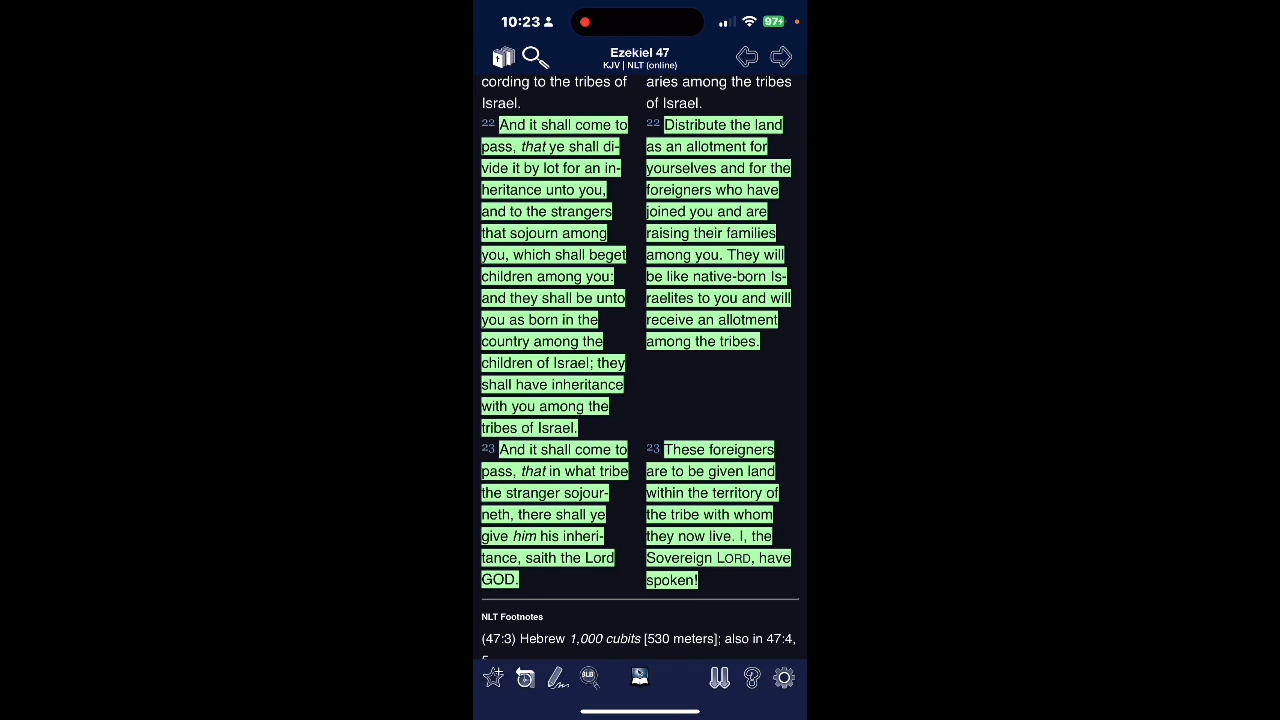 10:23
97
Ezekiel 47
KJV | NLT (online)
cording to the tribes of
Israel.
22 And it shall come to
pass, that ye shall di-
vide it by lot for an in-
heritance unto you,
and to the strangers
that sojourn among
you, which shall beget
children among you:
and they shall be unto
you as born in the
country among the
children of Israel; they
shall have inheritance
with you among the
tribes of Israel.
23 And it shall come to
pass, that in what tribe
the stranger sojour-
neth, there shall ye
give him his inheri-
tance, saith the Lord
GOD.
aries among the tribes
of Israel.
22 Distribute the land
as an allotment for
yourselves and for the
foreigners who have
joined you and are
raising their families
among you. They will
be like native-born Is-
raelites to you and will
receive an allotment
among the tribes.
23 These foreigners
are to be given land
within the territory of
the tribe with whom
they now live. I, the
Sovereign LORD, have
spoken!
NLT Footnotes
(47:3) Hebrew 1,000 cubits [530 meters]; also in 47:4,
BLB